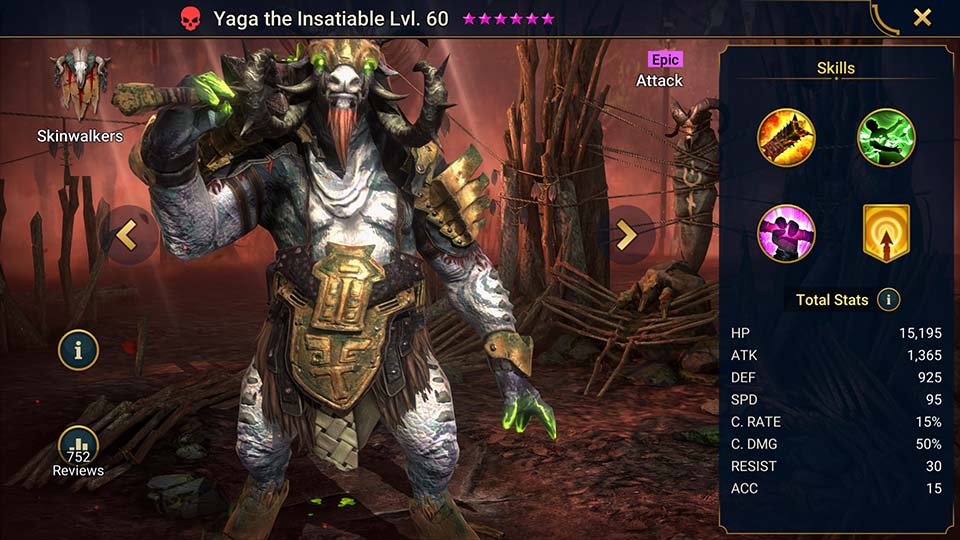 Yaga the Insatiable Lvl. 60
Epic
Attack
Skinwalkers
752
Reviews
Skills
Total Stats
HP 15,195
ATK 1,365
DEF 925
SPD 95
C. RATE 15%
C. DMG 50%
RESIST 30
ACC 15